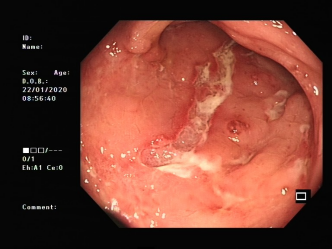 ID:
Name:
Sex: Age:
D.O.B.:
22/01/2020
08:56:40
■□□/---
0/1
Eh:A1 Ce:0
Comment: